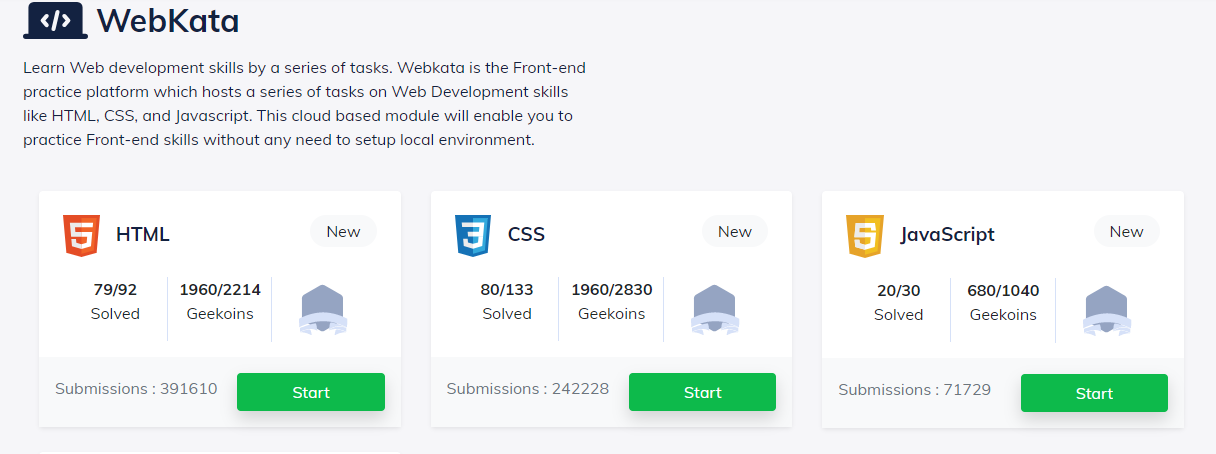 WebKata
Learn Web development skills by a series of tasks. Webkata is the Front-end
practice platform which hosts a series of tasks on Web Development skills
like HTML, CSS, and Javascript. This cloud based module will enable you to
practice Front-end skills without any need to setup local environment.
HTML
New
79/92
Solved
1960/2214
Geekoins
Submissions : 391610
Start
CSS
New
80/133
Solved
1960/2830
Geekoins
Submissions : 242228
Start
JavaScript
New
20/30
Solved
680/1040
Geekoins
Submissions : 71729
Start